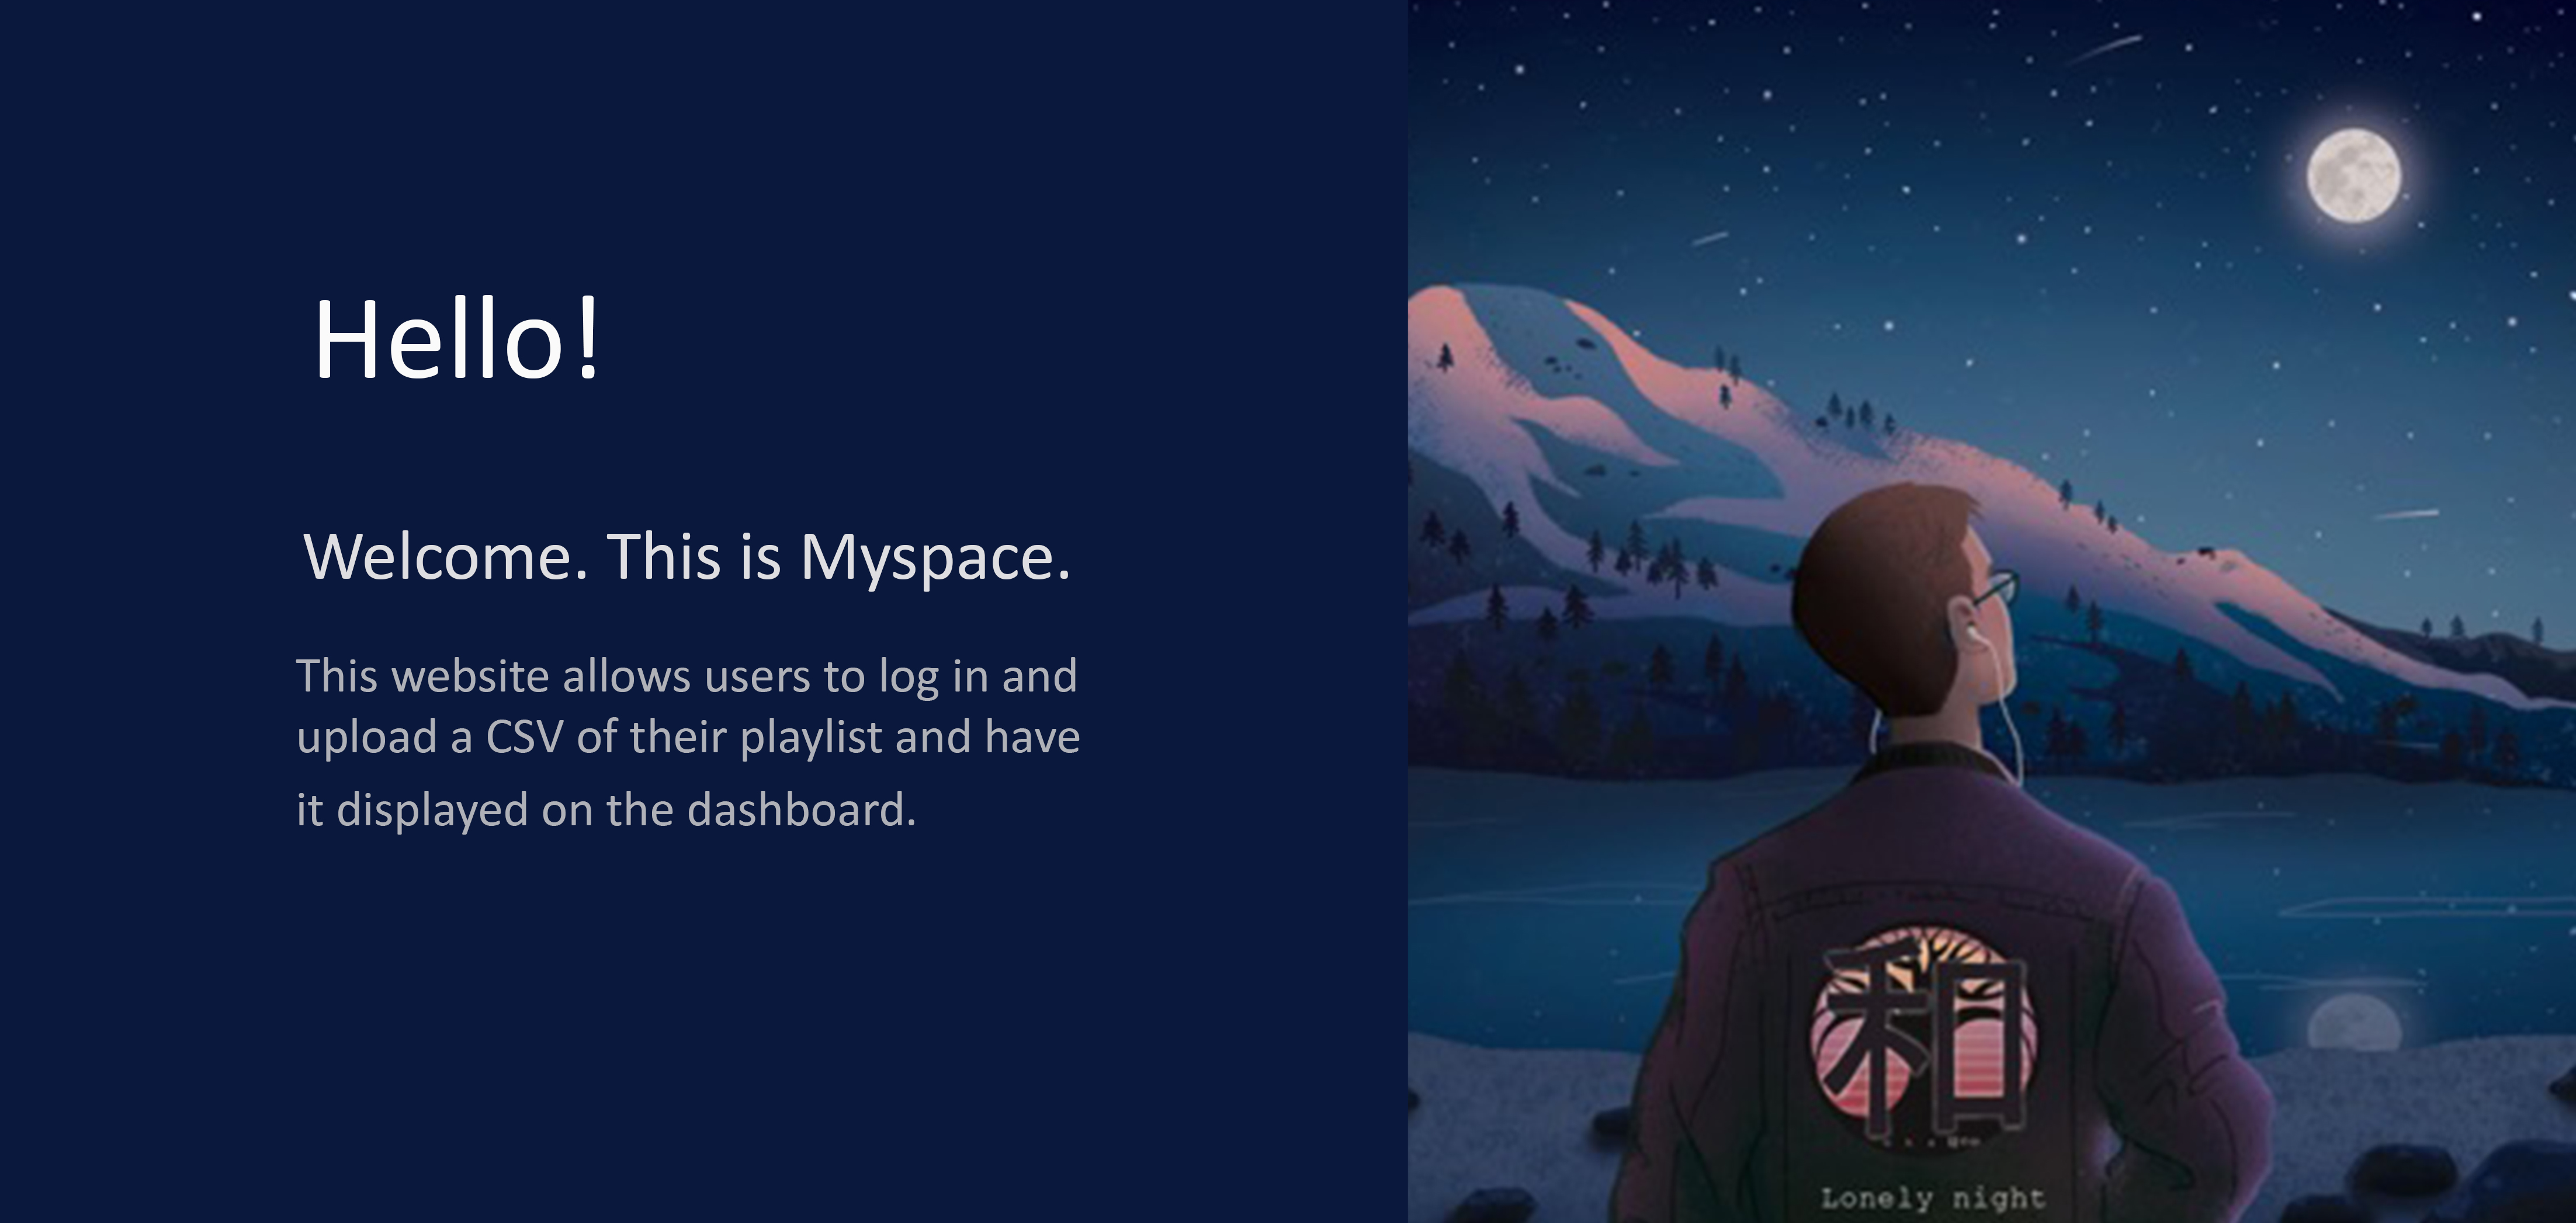 Hello!
Welcome. This is Myspace.
This website allows users to log in and
upload a CSV of their playlist and have
it displayed on the dashboard.
和
Lonely night